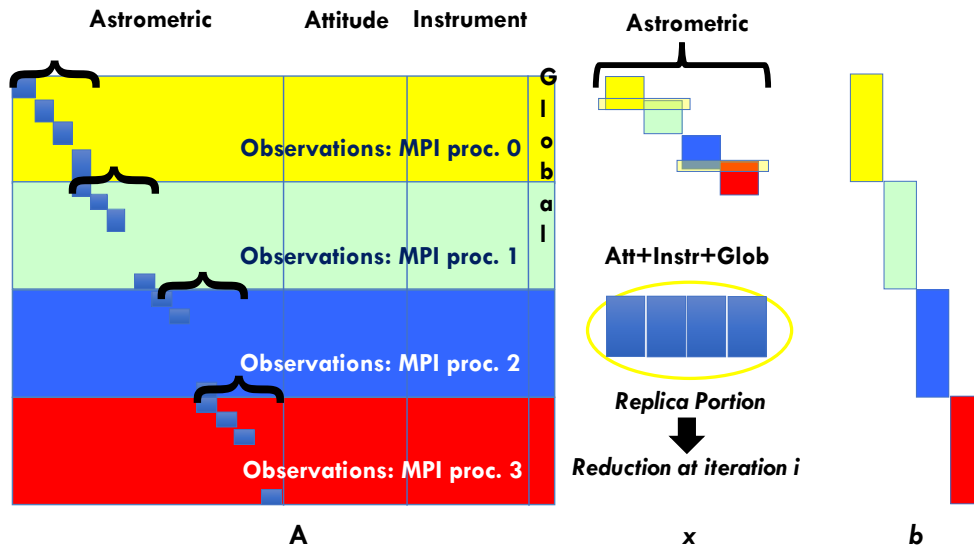 Astrometric
Attitude
Instrument
Astrometric
Global
Observations: MPI proc. 0
Observations: MPI proc. 1
Att+Instr+Glob
Observations: MPI proc. 2
Replica Portion
Observations: MPI proc. 3
Reduction at iteration i
A
x
b